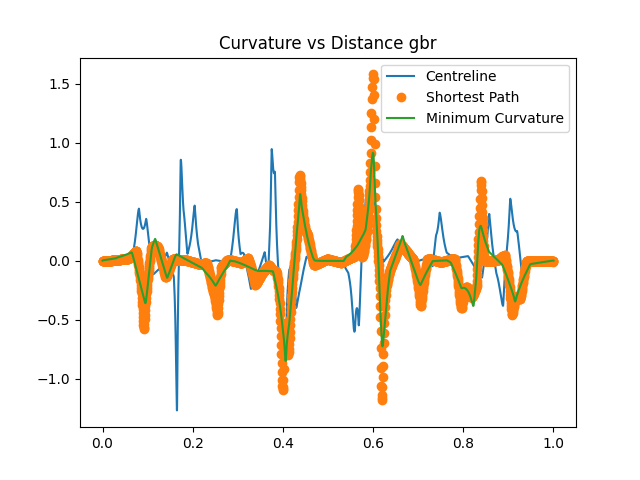 Curvature vs Distance gbr
Centreline
Shortest Path
Minimum Curvature
1.5
1.0
0.5
0.0
−0.5
−1.0
0.0 0.2 0.4 0.6 0.8 1.0